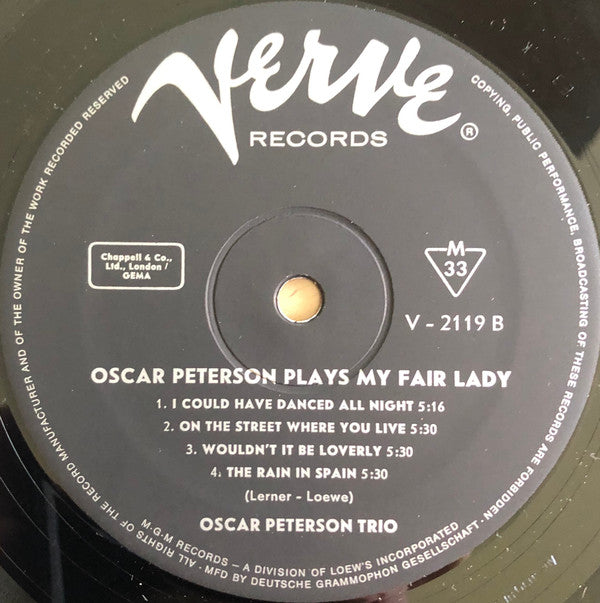 Verve
RECORDS
®
Chappell & Co.,
Ltd., London /
GEMA
M
33
V - 2119 B
OSCAR PETERSON PLAYS MY FAIR LADY
1. I COULD HAVE DANCED ALL NIGHT 5:16
2. ON THE STREET WHERE YOU LIVE 5:30
3. WOULDN'T IT BE LOVERLY 5:30
4. THE RAIN IN SPAIN 5:30
(Lerner - Loewe)
OSCAR PETERSON TRIO
M·G·M RECORDS – A DIVISION OF LOEW'S INCORPORATED
· ALL RIGHTS OF THE RECORD MANUFACTURER AND OF THE OWNER OF THE WORK RECORDED RESERVED
COPYING, PUBLIC PERFORMANCE, BROADCASTING OF THESE RECORDS ARE FORBIDDEN
· MFD BY DEUTSCHE GRAMMOPHON GESELLSCHAFT ·